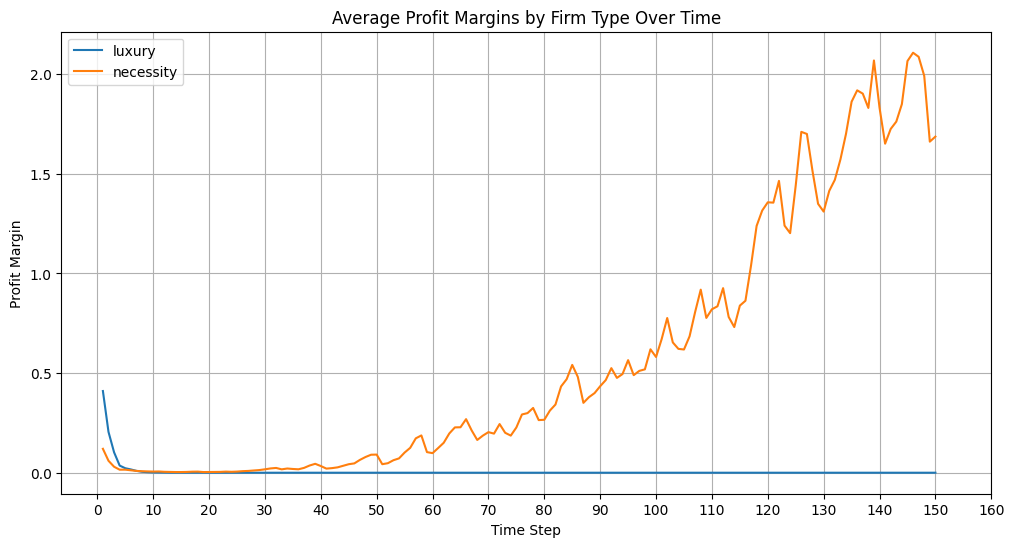 Average Profit Margins by Firm Type Over Time
luxury
necessity
2.0
1.5
1.0
0.5
0.0
Profit Margin
0 10 20 30 40 50 60 70 80 90 100 110 120 130 140 150 160
Time Step